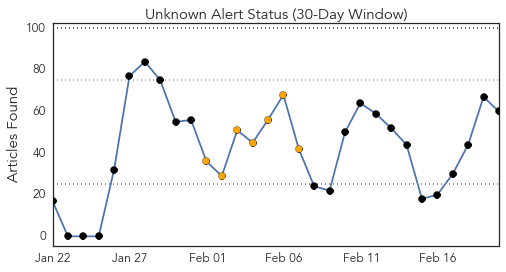 Unknown Alert Status (30-Day Window)
Articles Found
100
80
60
40
20
0
Jan 22 Jan 27 Feb 01 Feb 06 Feb 11 Feb 16